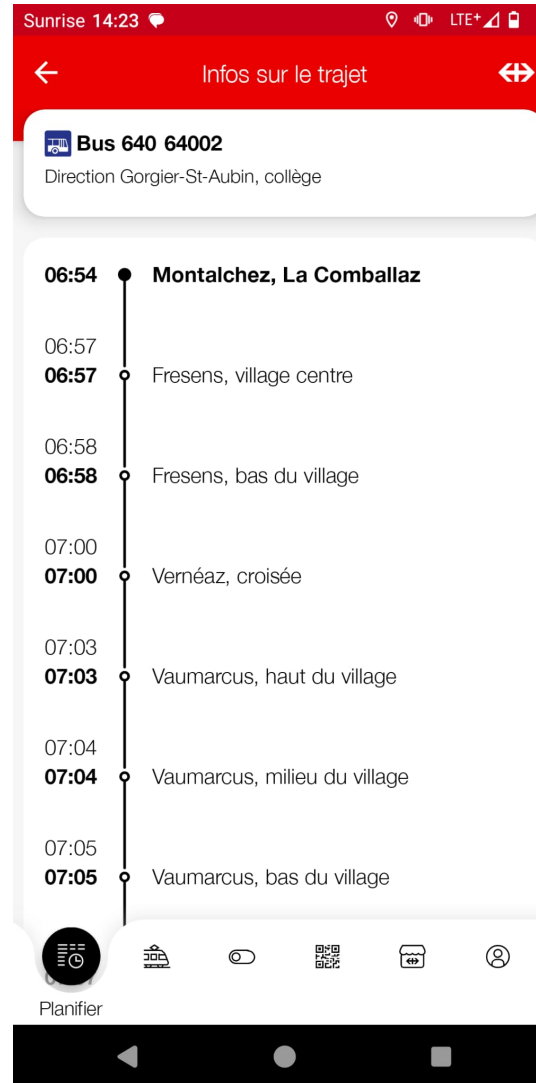 Sunrise 14:23
LTE+
Infos sur le trajet
Bus 640 64002
Direction Gorgier-St-Aubin, collège
06:54 Montalchez, La Comballaz
06:57
06:57 Fresens, village centre
06:58
06:58 Fresens, bas du village
07:00
07:00 Vernéaz, croisée
07:03
07:03 Vaumarcus, haut du village
07:04
07:04 Vaumarcus, milieu du village
07:05
07:05 Vaumarcus, bas du village
Planifier